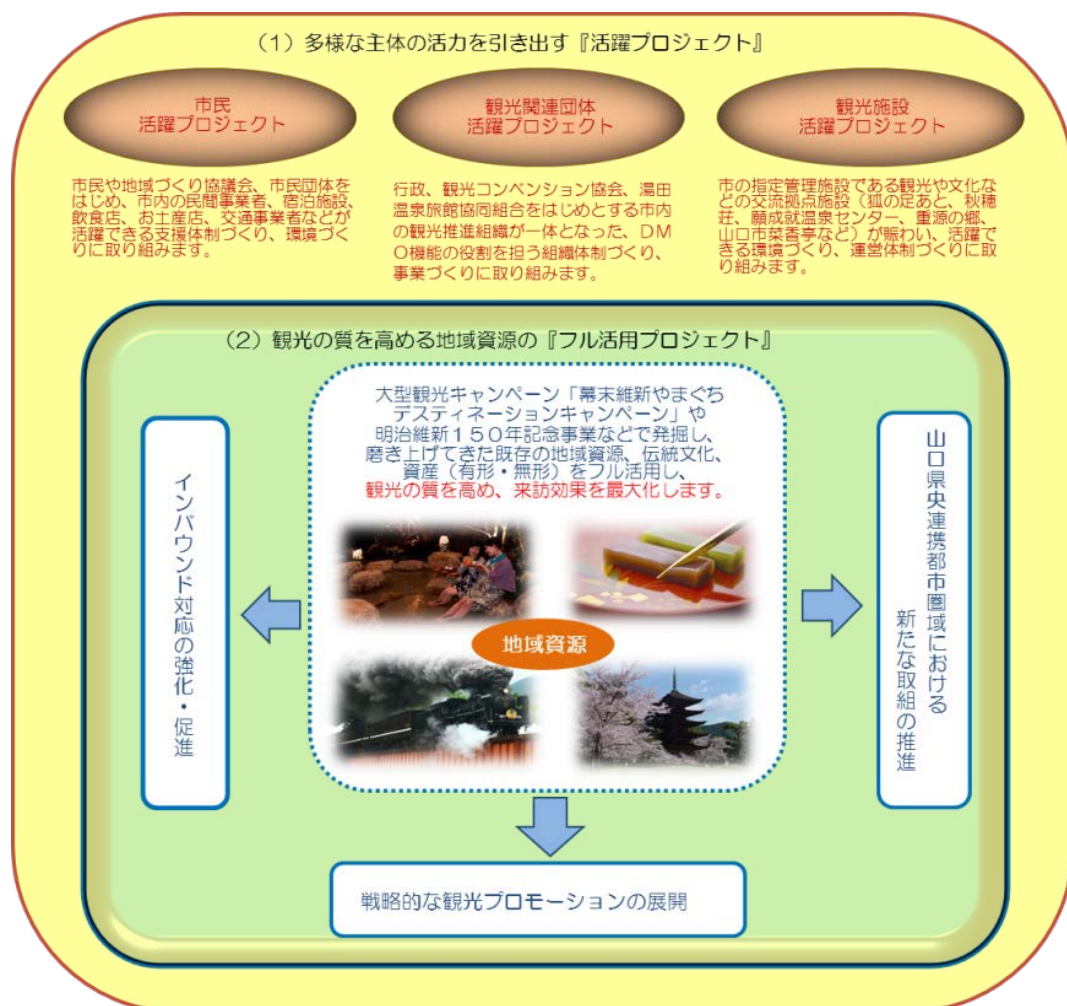 (1)多様な主体の活力を引き出す『活躍プロジェクト』
市民
活躍プロジェクト
市民や地域づくり協議会、市民団体を
はじめ、市内の民間事業者、宿泊施設、
飲食店、お土産店、交通事業者などが
活躍できる支援体制づくり、環境づく
りに取り組みます。
観光関連団体
活躍プロジェクト
行政、観光コンベンション協会、湯田
温泉旅館協同組合をはじめとする市内
の観光推進組織が一体となった、DM
O機能の役割を担う組織体制づくり、
事業づくりに取り組みます。
観光施設
活躍プロジェクト
市の指定管理施設である観光や文化な
どの交流拠点施設(狐の足あと、秋穂
荘、願成就温泉センター、重源の郷、
山口市菜香亭など)が賑わい、活躍で
きる環境づくり、運営体制づくりに取
り組みます。
(2)観光の質を高める地域資源の『フル活用プロジェクト』
大型観光キャンペーン「幕末維新やまぐち
デスティネーションキャンペーン」や
明治維新150年記念事業などで発掘し、
磨き上げてきた既存の地域資源、伝統文化、
資産(有形・無形)をフル活用し、
観光の質を高め、来訪効果を最大化します。
地域資源
インバウンド対応の強化・促進
山口県央連携都市圏域における
新たな取組の推進
戦略的な観光プロモーションの展開